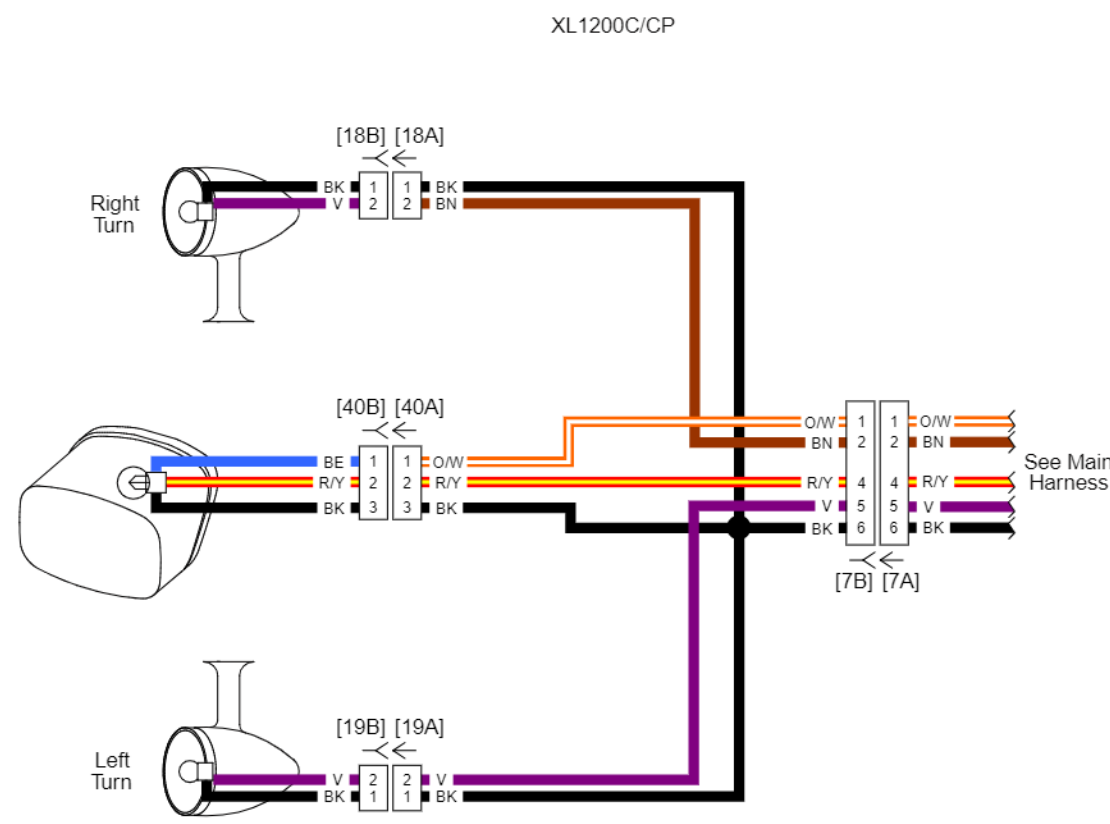 XL1200C/CP
[18B] [18A]
Right
Turn
BK 1 1 BK
V 2 2 BN
[40B] [40A]
BE 1 1 O/W
R/Y 2 2 R/Y
BK 3 3 BK
O/W 1 1 O/W
BN 2 2 BN
R/Y 4 4 R/Y
V 5 5 V
BK 6 6 BK
See Main
Harness
[7B] [7A]
[19B] [19A]
Left
Turn
V 2 2 V
BK 1 1 BK